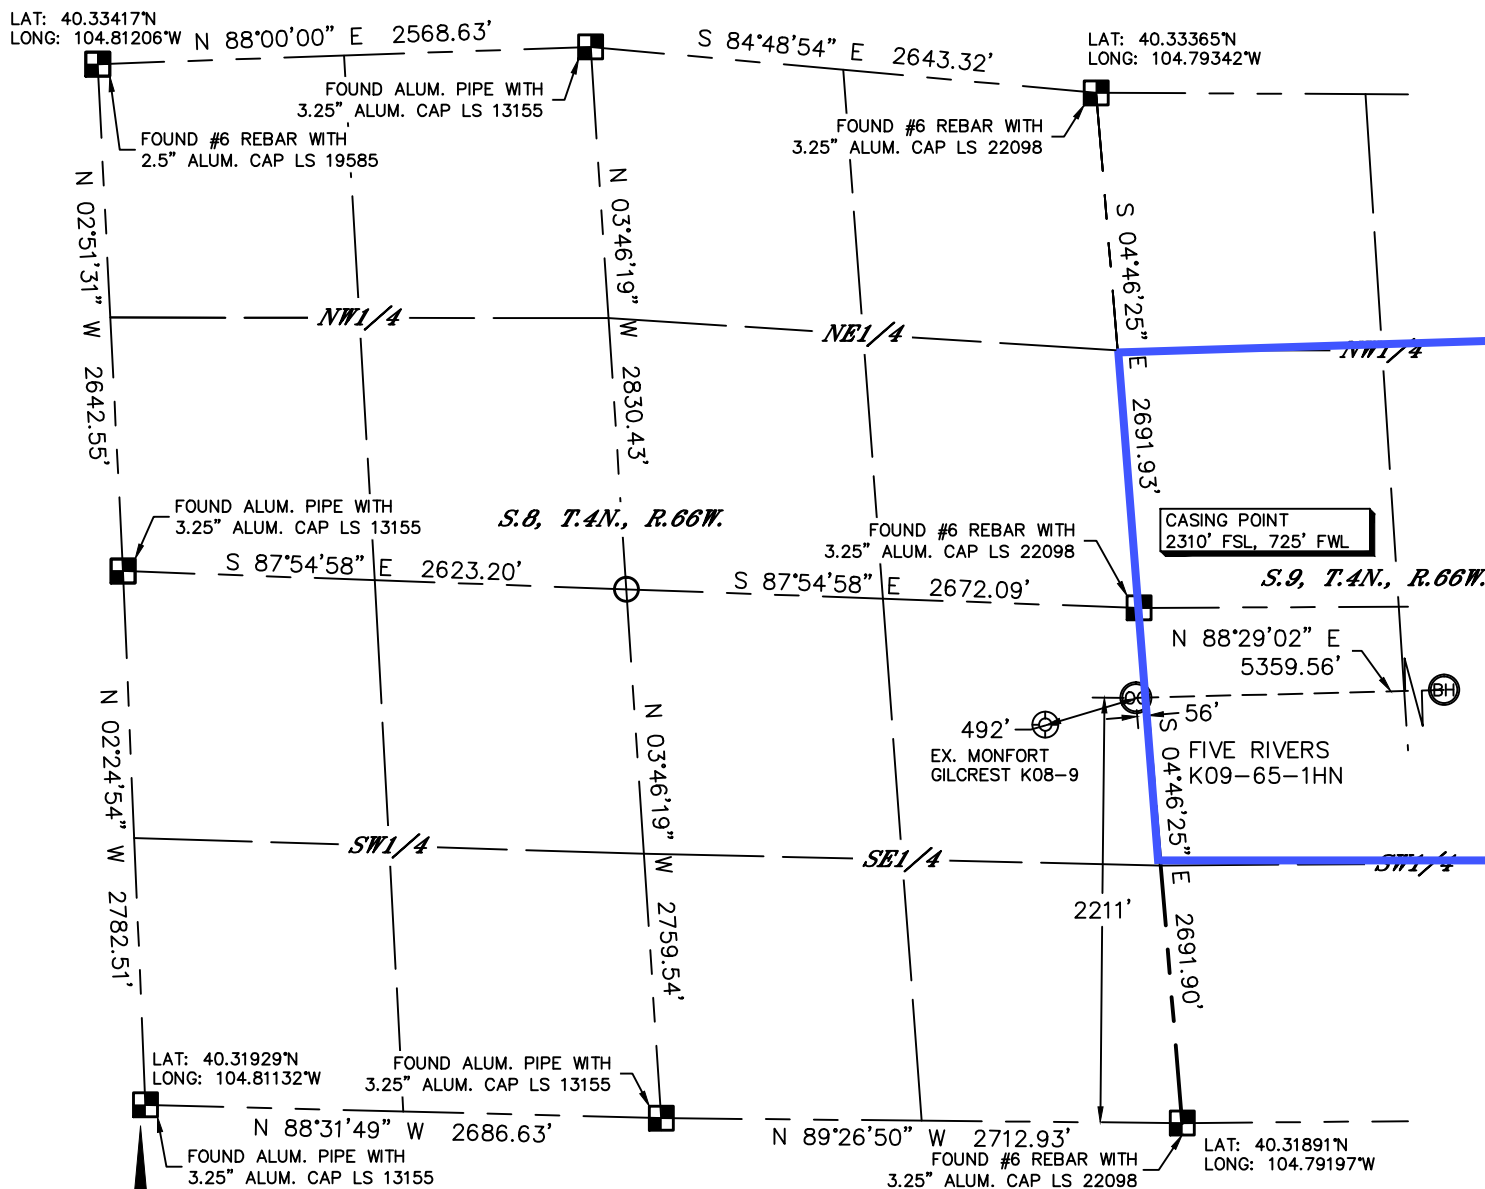 LAT: 40.33417°N
LONG: 104.81206°W
N 88°00'00" E 2568.63'
S 84°48'54" E 2643.32'
LAT: 40.33365°N
LONG: 104.79342°W
FOUND ALUM. PIPE WITH
3.25" ALUM. CAP LS 13155
FOUND #6 REBAR WITH
2.5" ALUM. CAP LS 19585
FOUND #6 REBAR WITH
3.25" ALUM. CAP LS 22098
N 02°51'31" W 2642.55'
N 03°46'19" W 2830.43'
S 04°46'25" E 2691.93'
NW1/4
NE1/4
NW1/4
FOUND ALUM. PIPE WITH
3.25" ALUM. CAP LS 13155
S.8, T.4N., R.66W.
FOUND #6 REBAR WITH
3.25" ALUM. CAP LS 22098
CASING POINT
2310' FSL, 725' FWL
S.9, T.4N., R.66W.
S 87°54'58" E 2623.20'
S 87°54'58" E 2672.09'
N 88°29'02" E
5359.56'
BH
56'
492'
EX. MONFORT
GILCREST K08-9
FIVE RIVERS
K09-65-1HN
N 02°24'54" W 2782.51'
N 03°46'19" W 2759.54'
S 04°46'25" E 2691.90'
SW1/4
SE1/4
SW1/4
2211'
LAT: 40.31929°N
LONG: 104.81132°W
FOUND ALUM. PIPE WITH
3.25" ALUM. CAP LS 13155
N 88°31'49" W 2686.63'
N 89°26'50" W 2712.93'
FOUND ALUM. PIPE WITH
3.25" ALUM. CAP LS 13155
FOUND #6 REBAR WITH
3.25" ALUM. CAP LS 22098
LAT: 40.31891°N
LONG: 104.79197°W